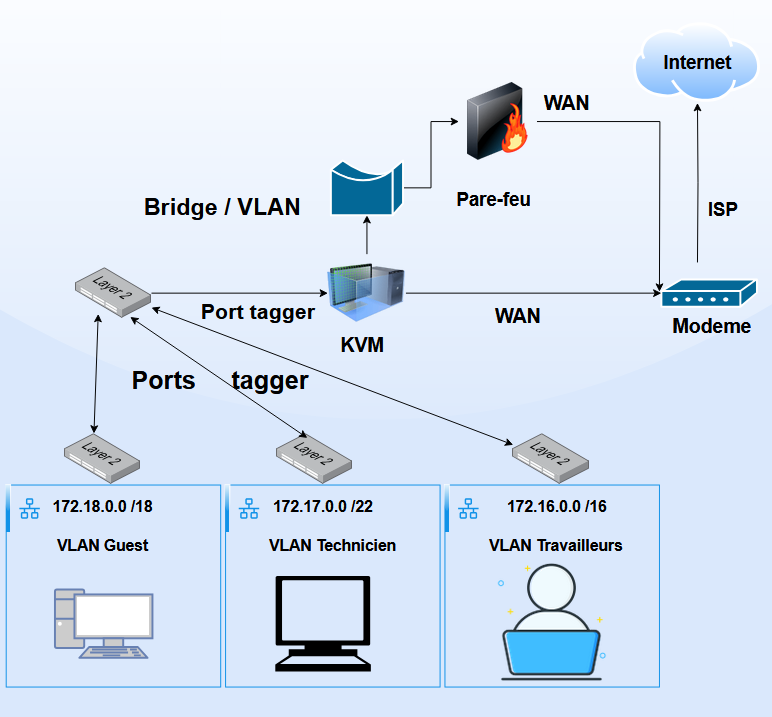 Internet
WAN
Pare-feu
Bridge / VLAN
ISP
Layer 2
Port tagger
KVM
WAN
Modeme
Ports tagger
Layer 2
Layer 2
Layer 2
172.18.0.0 /18
172.17.0.0 /22
172.16.0.0 /16
VLAN Guest
VLAN Technicien
VLAN Travailleurs